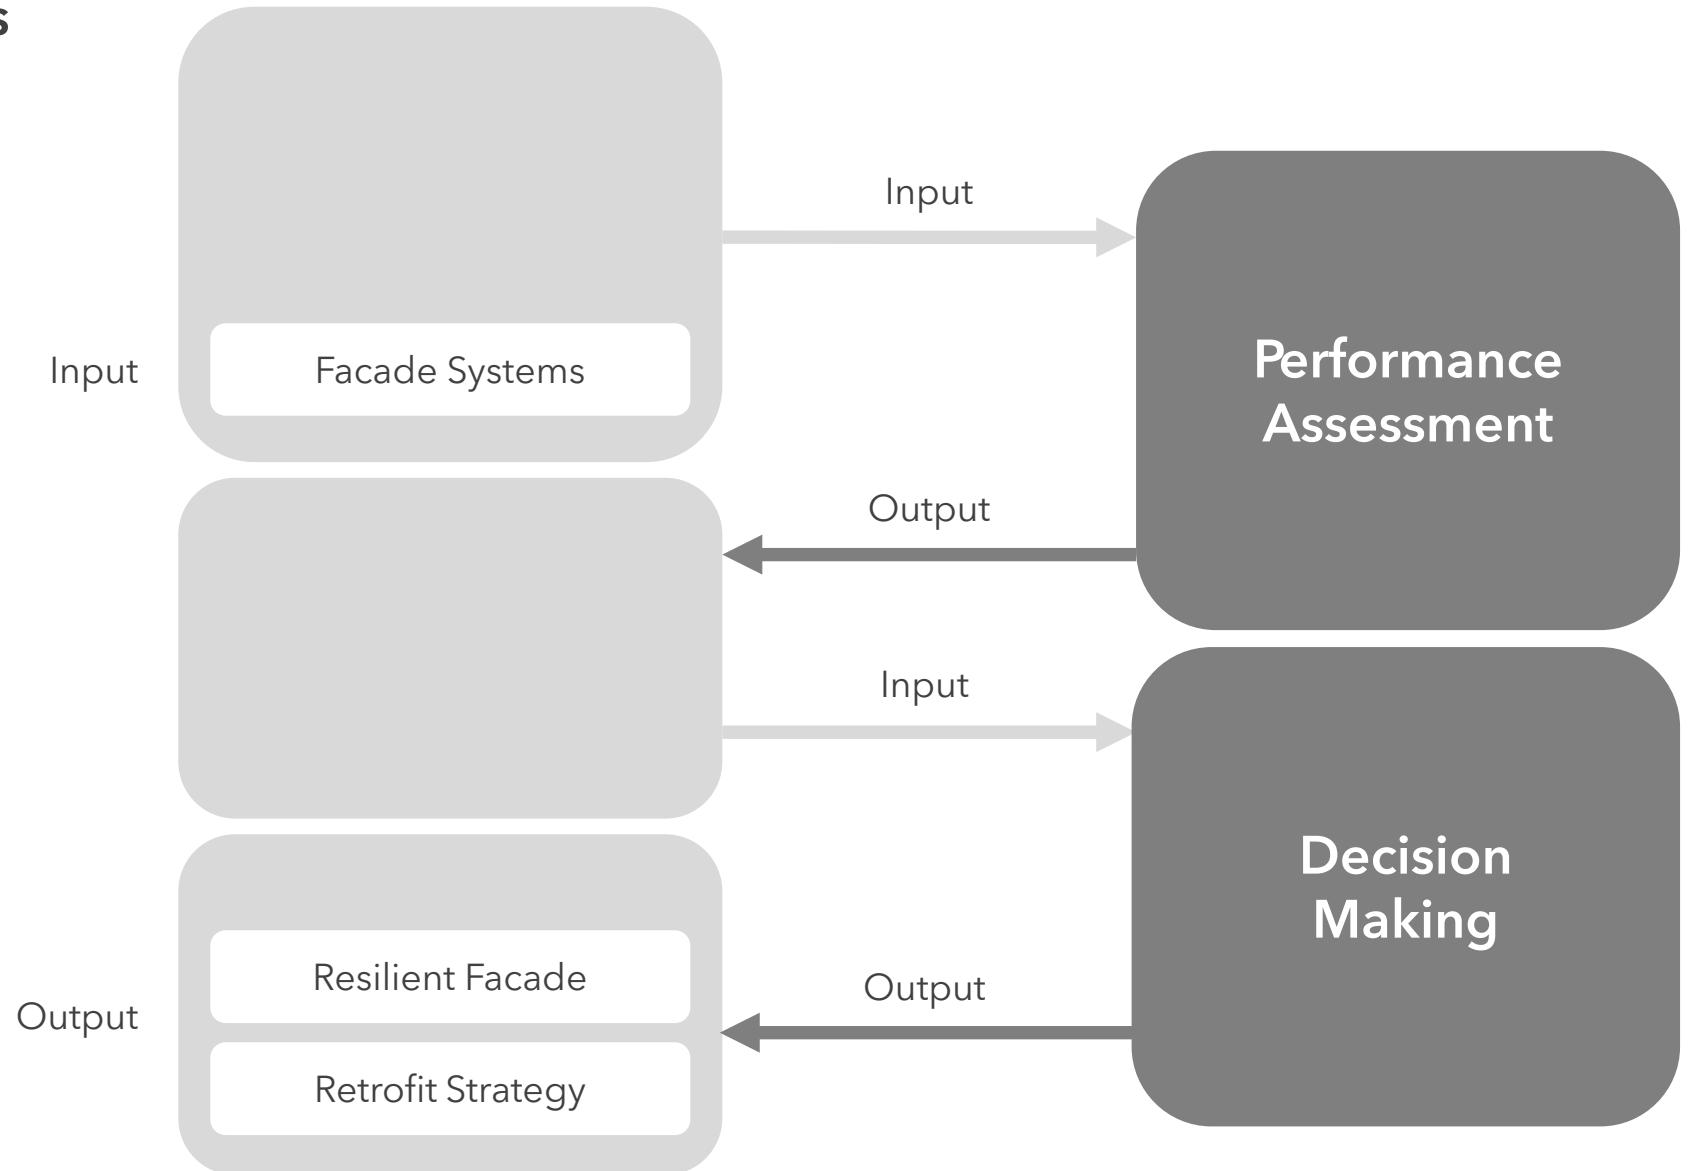 Input
Performance
Assessment
Input
Facade Systems
Output
Input
Decision
Making
Resilient Facade
Output
Output
Retrofit Strategy